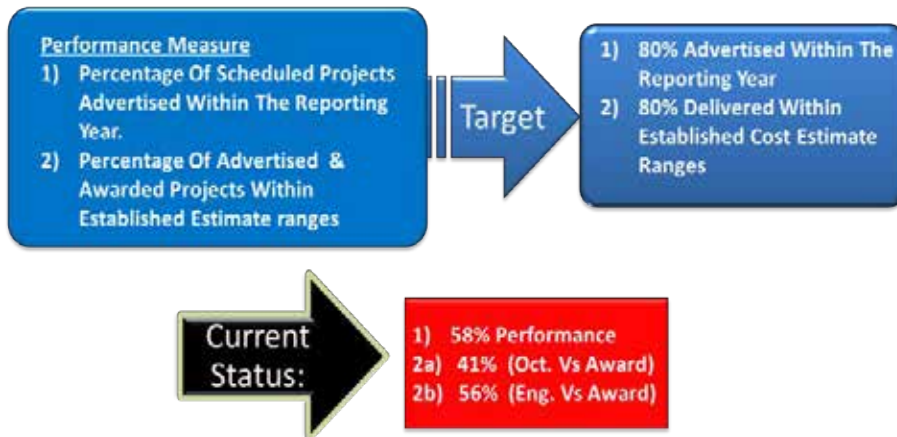 Performance Measure
1) Percentage Of Scheduled Projects
Advertised Within The Reporting
Year.
2) Percentage Of Advertised &
Awarded Projects Within
Established Estimate ranges
Target
1) 80% Advertised Within The
Reporting Year
2) 80% Delivered Within
Established Cost Estimate
Ranges
Current
Status:
1) 58% Performance
2a) 41% (Oct. Vs Award)
2b) 56% (Eng. Vs Award)